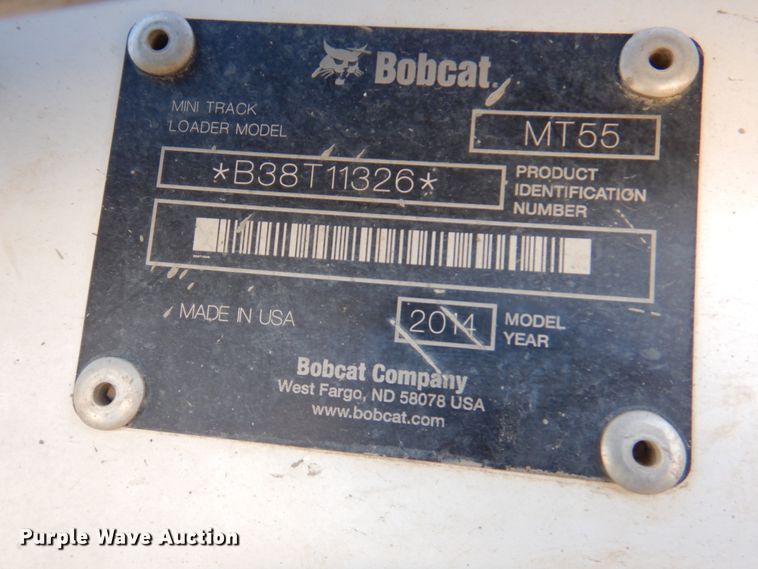 Bobcat.
MINI TRACK
LOADER MODEL
MT55
*B38T11326*
PRODUCT
IDENTIFICATION
NUMBER
MADE IN USA
2014
MODEL
YEAR
Bobcat Company
West Fargo, ND 58078 USA
www.bobcat.com
Purple Wave Auction